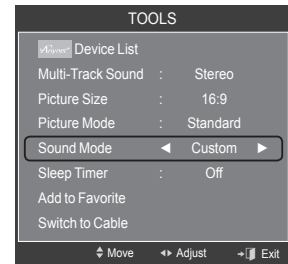 TOOLS
Device List
Multi-Track Sound : Stereo
Picture Size : 16:9
Picture Mode : Standard
Sound Mode ◄ Custom ►
Sleep Timer : Off
Add to Favorite
Switch to Cable
Move Adjust Exit